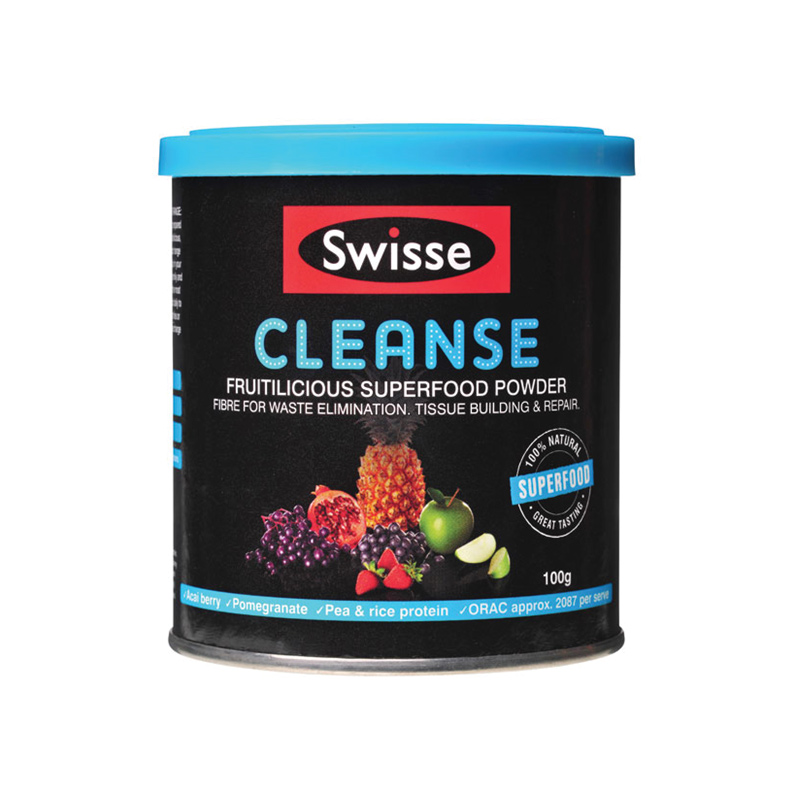 Swisse
CLEANSE
FRUITILICIOUS SUPERFOOD POWDER
FIBRE FOR WASTE ELIMINATION. TISSUE BUILDING & REPAIR.
100% NATURAL
SUPERFOOD
• GREAT TASTING •
100g
✓Acai berry ✓Pomegranate ✓Pea & rice protein ✓ORAC approx. 2087 per serve